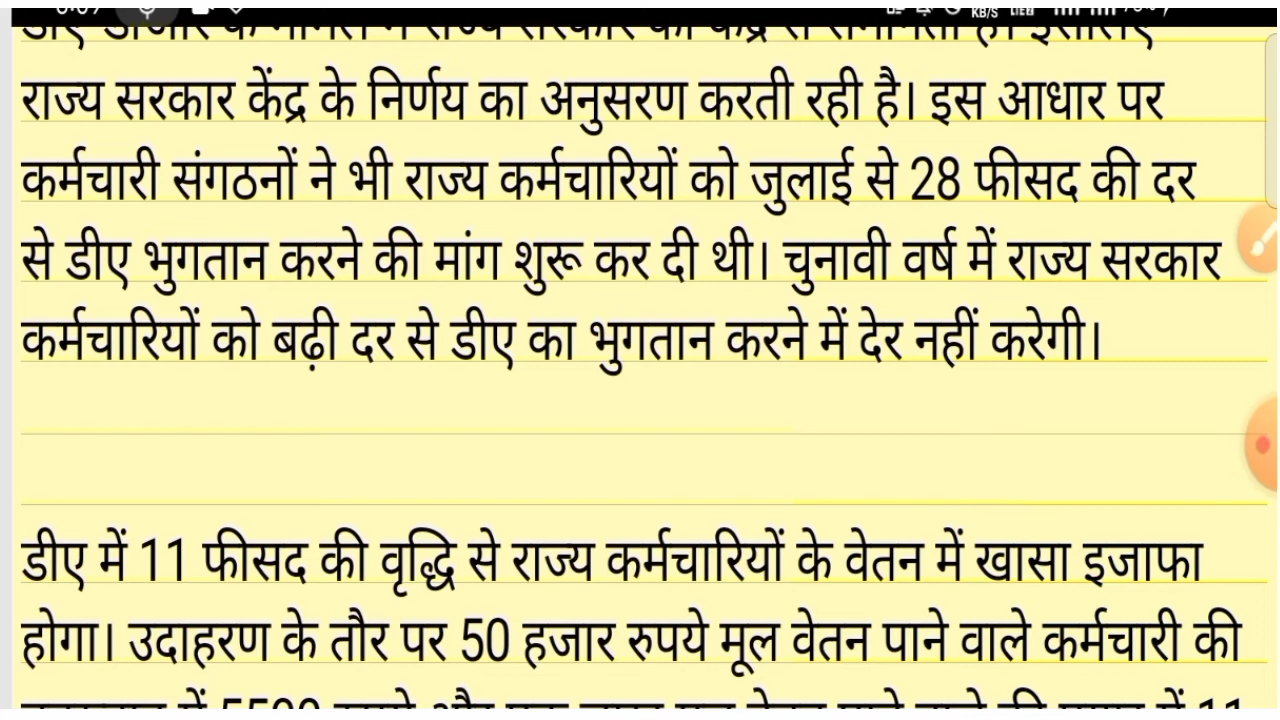 राज्य सरकार केंद्र के निर्णय का अनुसरण करती रही है। इस आधार पर
कर्मचारी संगठनों ने भी राज्य कर्मचारियों को जुलाई से 28 फीसद की दर
से डीए भुगतान करने की मांग शुरू कर दी थी। चुनावी वर्ष में राज्य सरकार
कर्मचारियों को बढ़ी दर से डीए का भुगतान करने में देर नहीं करेगी।
डीए में 11 फीसद की वृद्धि से राज्य कर्मचारियों के वेतन में खासा इजाफा
होगा। उदाहरण के तौर पर 50 हजार रुपये मूल वेतन पाने वाले कर्मचारी की